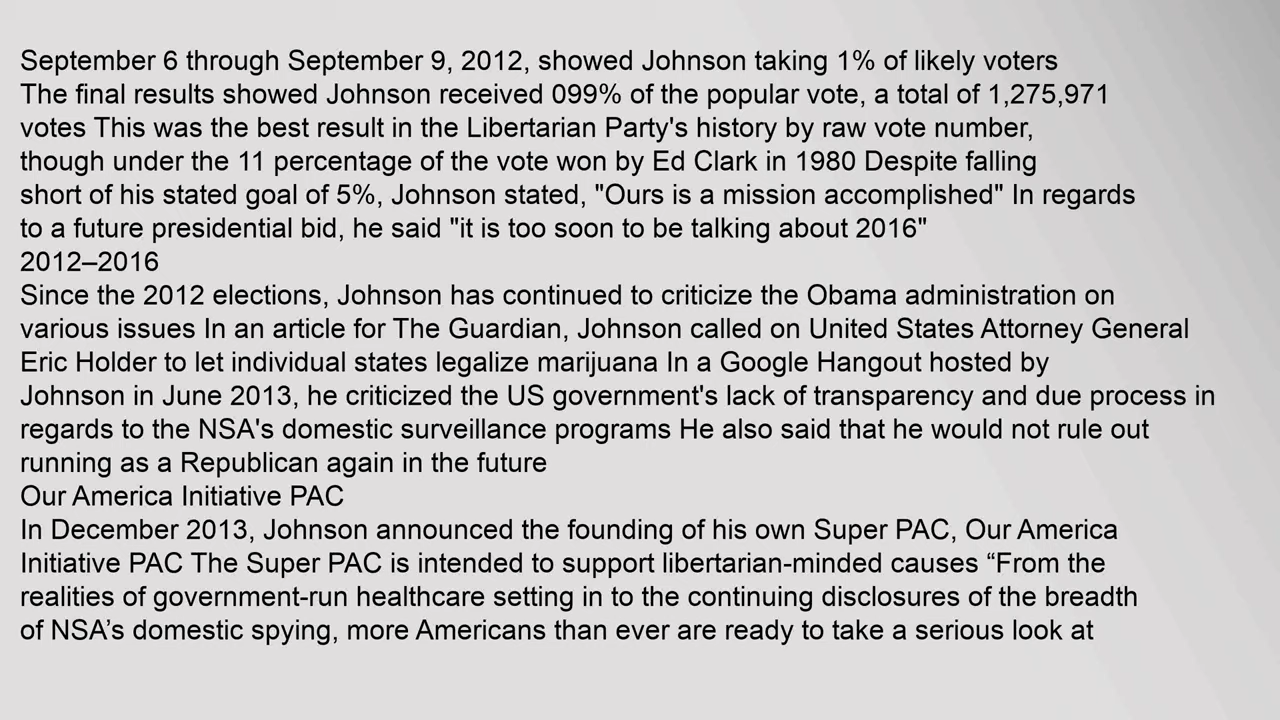 September 6 through September 9, 2012, showed Johnson taking 1% of likely voters
The final results showed Johnson received 099% of the popular vote, a total of 1,275,971
votes This was the best result in the Libertarian Party's history by raw vote number,
though under the 11 percentage of the vote won by Ed Clark in 1980 Despite falling
short of his stated goal of 5%, Johnson stated, "Ours is a mission accomplished" In regards
to a future presidential bid, he said "it is too soon to be talking about 2016"
2012–2016
Since the 2012 elections, Johnson has continued to criticize the Obama administration on
various issues In an article for The Guardian, Johnson called on United States Attorney General
Eric Holder to let individual states legalize marijuana In a Google Hangout hosted by
Johnson in June 2013, he criticized the US government's lack of transparency and due process in
regards to the NSA's domestic surveillance programs He also said that he would not rule out
running as a Republican again in the future
Our America Initiative PAC
In December 2013, Johnson announced the founding of his own Super PAC, Our America
Initiative PAC The Super PAC is intended to support libertarian-minded causes “From the
realities of government-run healthcare setting in to the continuing disclosures of the breadth
of NSA’s domestic spying, more Americans than ever are ready to take a serious look at